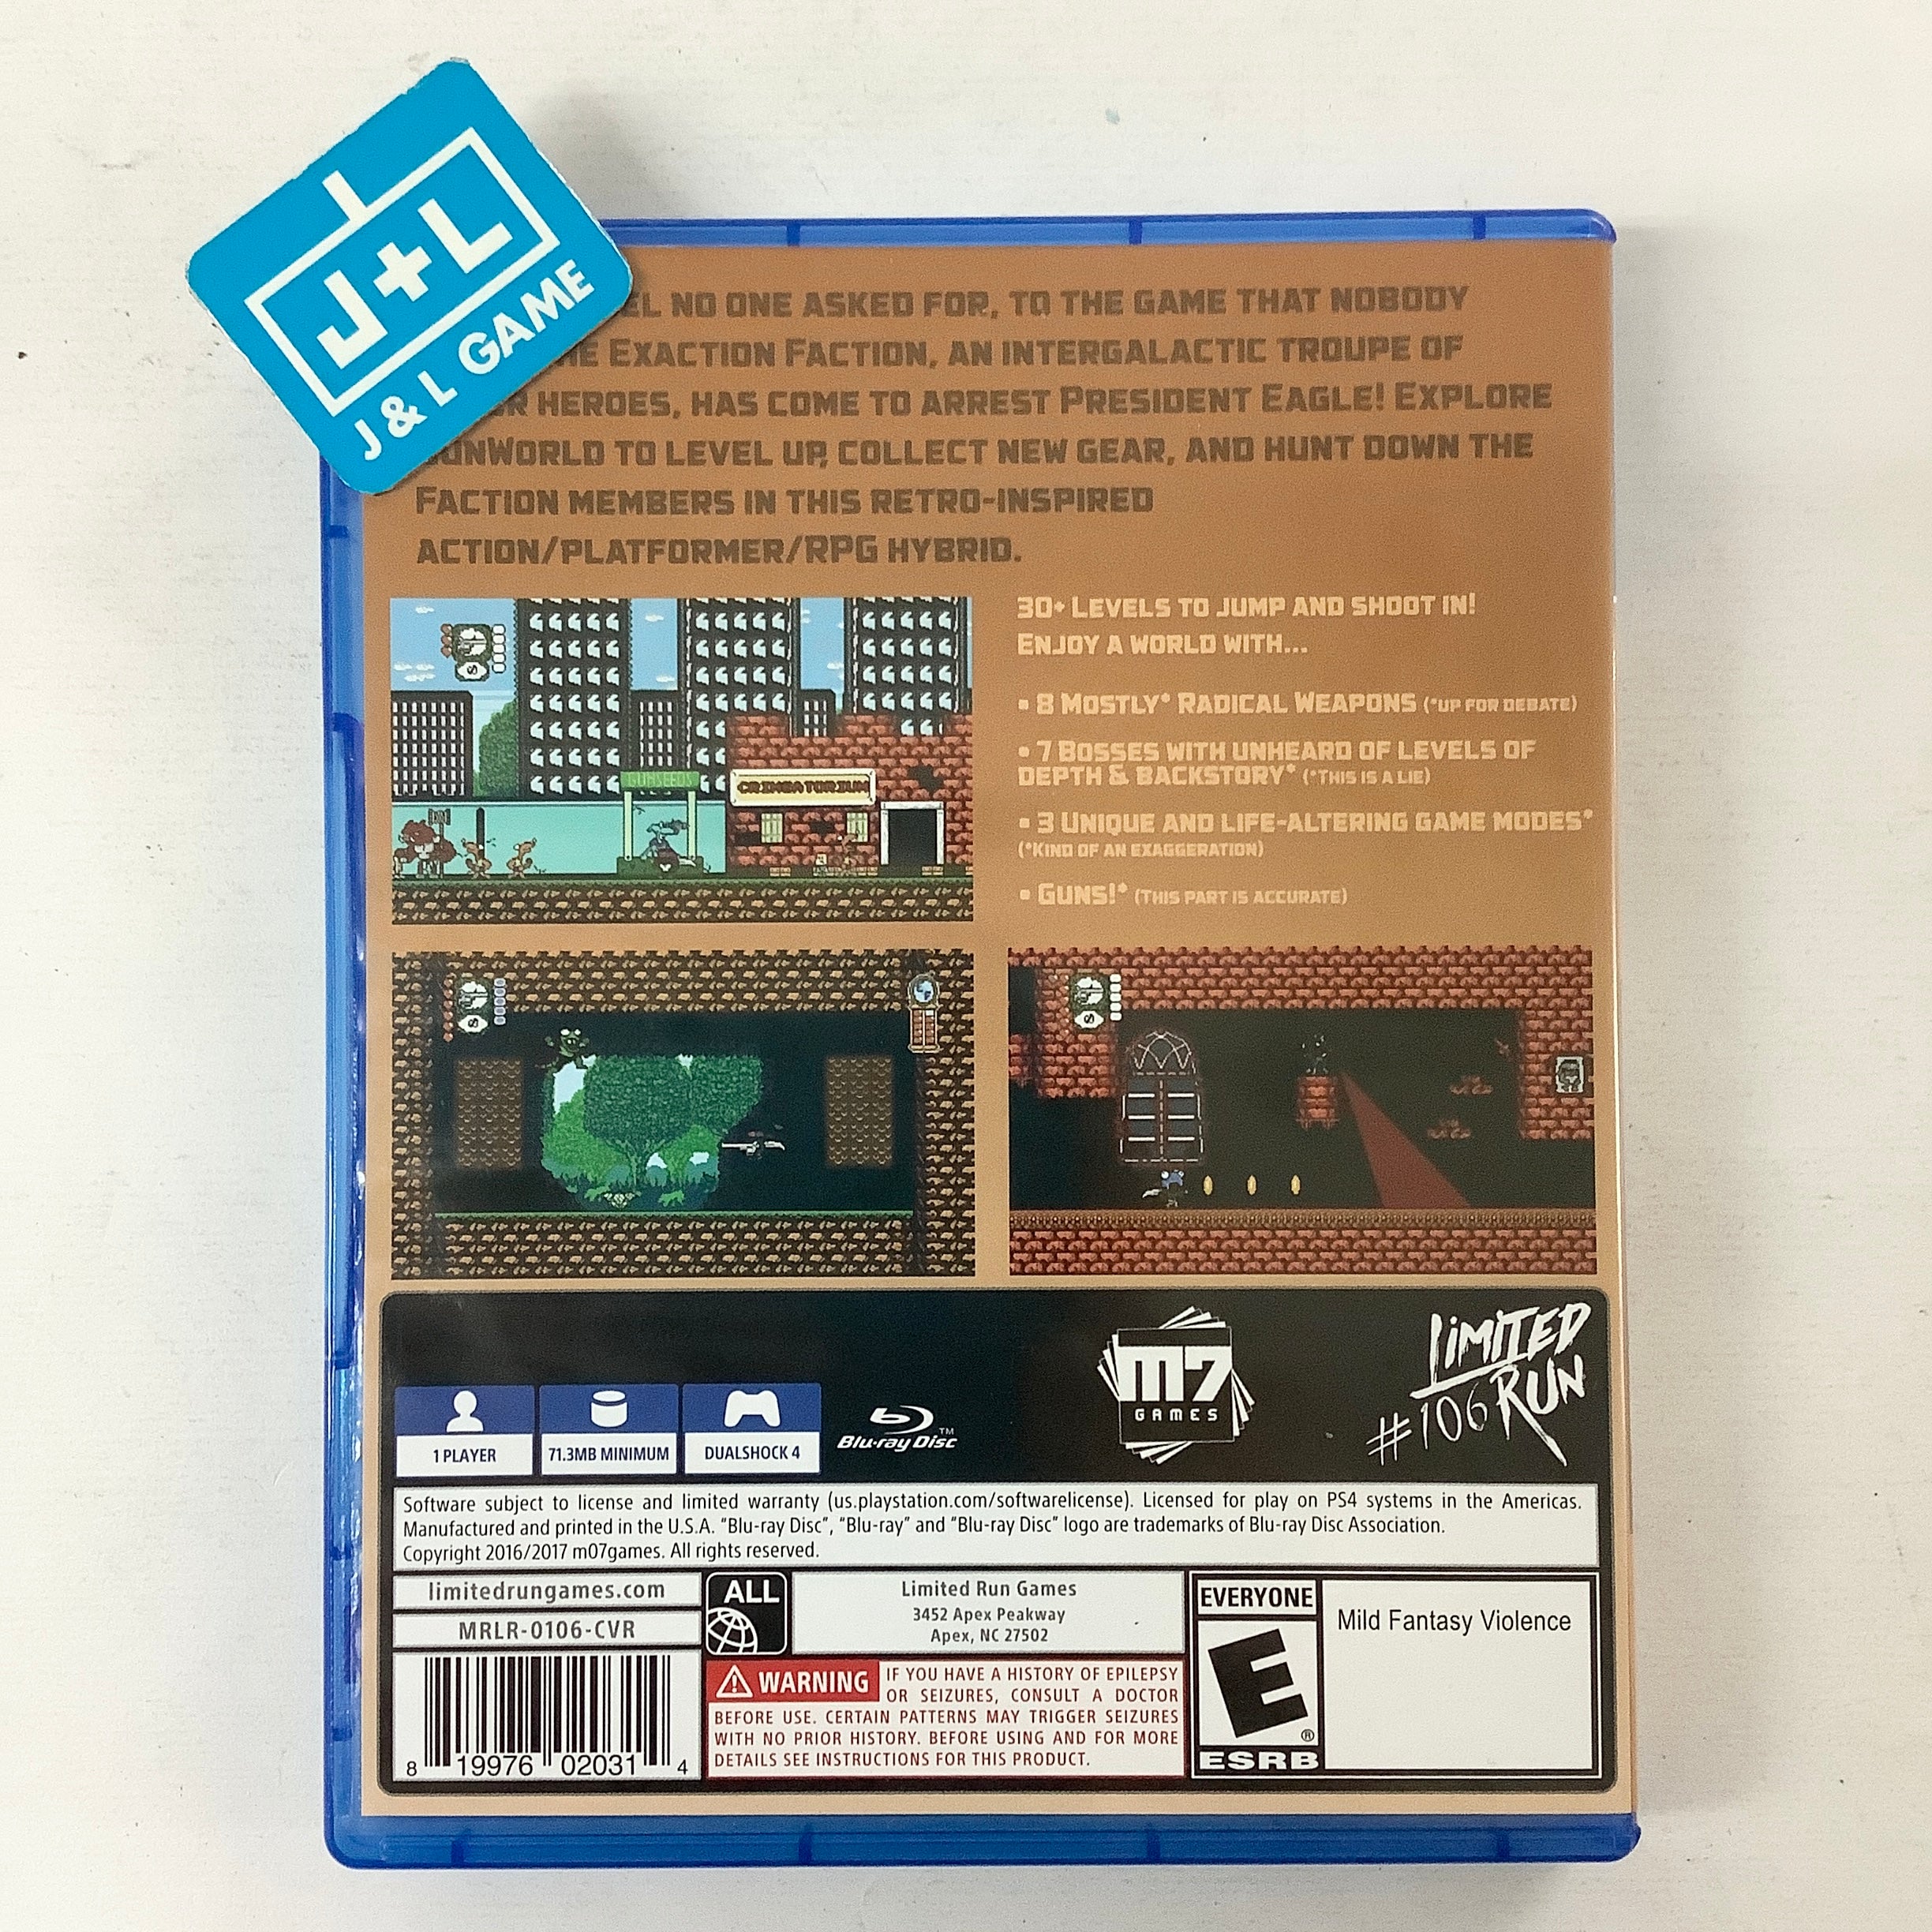 J+L
J & L GAME
NO ONE ASKED FOR, TO THE GAME THAT NOBODY
EXACTION FACTION, AN INTERGALACTIC TROUPE OF
HEROES, HAS COME TO ARREST PRESIDENT EAGLE! EXPLORE
GUNWORLD TO LEVEL UP, COLLECT NEW GEAR, AND HUNT DOWN THE
FACTION MEMBERS IN THIS RETRO-INSPIRED
ACTION/PLATFORMER/RPG HYBRID.
30+ LEVELS TO JUMP AND SHOOT IN!
ENJOY A WORLD WITH...
• 8 MOSTLY* RADICAL WEAPONS (*UP FOR DEBATE)
• 7 BOSSES WITH UNHEARD OF LEVELS OF
DEPTH & BACKSTORY* (*THIS IS A LIE)
• 3 UNIQUE AND LIFE-ALTERING GAME MODES*
(*KIND OF AN EXAGGERATION)
• GUNS!* (THIS PART IS ACCURATE)
GUNSEEDS
CRIMEATORIUM
M7
GAMES
LIMITED
RUN
#106
1 PLAYER
71.3MB MINIMUM
DUALSHOCK 4
Blu-ray Disc™
Software subject to license and limited warranty (us.playstation.com/softwarelicense). Licensed for play on PS4 systems in the Americas.
Manufactured and printed in the U.S.A. “Blu-ray Disc”, “Blu-ray” and “Blu-ray Disc” logo are trademarks of Blu-ray Disc Association.
Copyright 2016/2017 m07games. All rights reserved.
limitedrungames.com
MRLR-0106-CVR
8 19976 02031 4
ALL
Limited Run Games
3452 Apex Peakway
Apex, NC 27502
WARNING IF YOU HAVE A HISTORY OF EPILEPSY
OR SEIZURES, CONSULT A DOCTOR
BEFORE USE. CERTAIN PATTERNS MAY TRIGGER SEIZURES
WITH NO PRIOR HISTORY. BEFORE USING AND FOR MORE
DETAILS SEE INSTRUCTIONS FOR THIS PRODUCT.
EVERYONE
E
®
ESRB
Mild Fantasy Violence